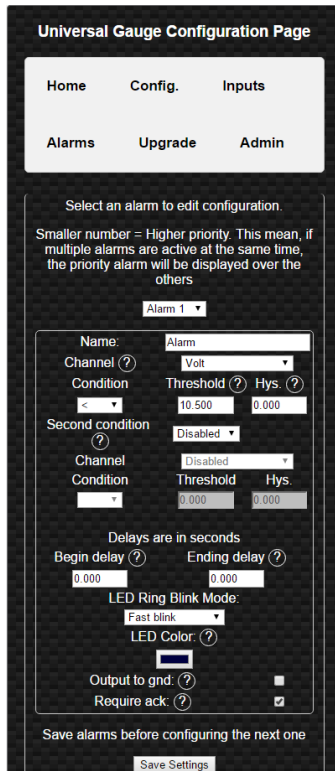 Universal Gauge Configuration Page
Home Config. Inputs
Alarms Upgrade Admin
Select an alarm to edit configuration.
Smaller number = Higher priority. This mean, if
multiple alarms are active at the same time,
the priority alarm will be displayed over the
others
Alarm 1
Name: Alarm
Channel ? Volt
Condition Threshold ? Hys. ?
< 10.500 0.000
Second condition
? Disabled
Channel Disabled
Condition Threshold Hys.
0.000 0.000
Delays are in seconds
Begin delay ? Ending delay ?
0.000 0.000
LED Ring Blink Mode:
Fast blink
LED Color: ?
Output to gnd: ?
Require ack: ?
Save alarms before configuring the next one
Save Settings